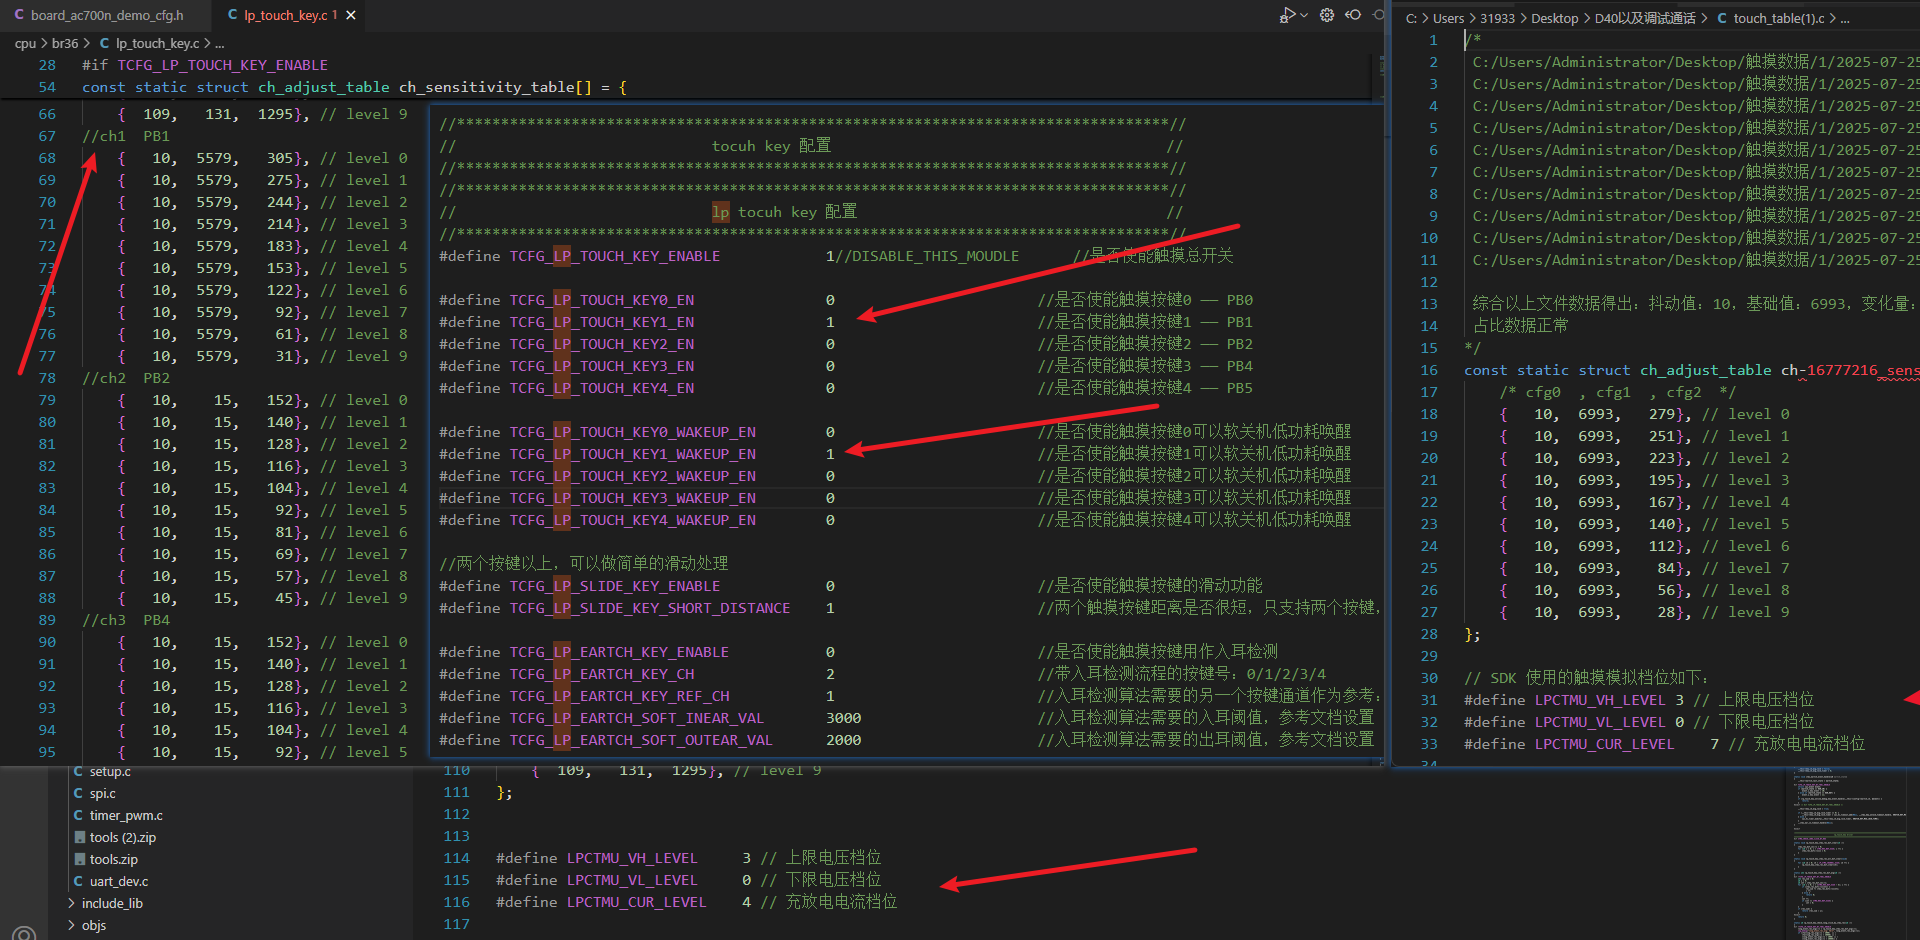 board_ac700n_demo_cfg.h
lp_touch_key.c 1
cpu > br36 > C lp_touch_key.c > ...
28 #if TCFG_LP_TOUCH_KEY_ENABLE
54 const static struct ch_adjust_table ch_sensitivity_table[] = {
66 { 109, 131, 1295}, // level 9
67 //ch1 PB1
68 { 10, 5579, 305}, // level 0
69 { 10, 5579, 275}, // level 1
70 { 10, 5579, 244}, // level 2
71 { 10, 5579, 214}, // level 3
72 { 10, 5579, 183}, // level 4
73 { 10, 5579, 153}, // level 5
74 { 10, 5579, 122}, // level 6
75 { 10, 5579, 92}, // level 7
76 { 10, 5579, 61}, // level 8
77 { 10, 5579, 31}, // level 9
78 //ch2 PB2
79 { 10, 15, 152}, // level 0
80 { 10, 15, 140}, // level 1
81 { 10, 15, 128}, // level 2
82 { 10, 15, 116}, // level 3
83 { 10, 15, 104}, // level 4
84 { 10, 15, 92}, // level 5
85 { 10, 15, 81}, // level 6
86 { 10, 15, 69}, // level 7
87 { 10, 15, 57}, // level 8
88 { 10, 15, 45}, // level 9
89 //ch3 PB4
90 { 10, 15, 152}, // level 0
91 { 10, 15, 140}, // level 1
92 { 10, 15, 128}, // level 2
93 { 10, 15, 116}, // level 3
94 { 10, 15, 104}, // level 4
95 { 10, 15, 92}, // level 5
//*********************************************************************************//
// tocuh key 配置 //
//*********************************************************************************//
//*********************************************************************************//
// lp tocuh key 配置 //
//*********************************************************************************//
#define TCFG_LP_TOUCH_KEY_ENABLE 1//DISABLE_THIS_MOUDLE //是否使能触摸总开关
#define TCFG_LP_TOUCH_KEY0_EN 0 //是否使能触摸按键0 —— PB0
#define TCFG_LP_TOUCH_KEY1_EN 1 //是否使能触摸按键1 —— PB1
#define TCFG_LP_TOUCH_KEY2_EN 0 //是否使能触摸按键2 —— PB2
#define TCFG_LP_TOUCH_KEY3_EN 0 //是否使能触摸按键3 —— PB4
#define TCFG_LP_TOUCH_KEY4_EN 0 //是否使能触摸按键4 —— PB5
#define TCFG_LP_TOUCH_KEY0_WAKEUP_EN 0 //是否使能触摸按键0可以软关机低功耗唤醒
#define TCFG_LP_TOUCH_KEY1_WAKEUP_EN 1 //是否使能触摸按键1可以软关机低功耗唤醒
#define TCFG_LP_TOUCH_KEY2_WAKEUP_EN 0 //是否使能触摸按键2可以软关机低功耗唤醒
#define TCFG_LP_TOUCH_KEY3_WAKEUP_EN 0 //是否使能触摸按键3可以软关机低功耗唤醒
#define TCFG_LP_TOUCH_KEY4_WAKEUP_EN 0 //是否使能触摸按键4可以软关机低功耗唤醒
//两个按键以上，可以做简单的滑动处理
#define TCFG_LP_SLIDE_KEY_ENABLE 0 //是否使能触摸按键的滑动功能
#define TCFG_LP_SLIDE_KEY_SHORT_DISTANCE 1 //两个触摸按键距离是否很短，只支持两个按键，
#define TCFG_LP_EARTCH_KEY_ENABLE 0 //是否使能触摸按键用作入耳检测
#define TCFG_LP_EARTCH_KEY_CH 2 //带入耳检测流程的按键号：0/1/2/3/4
#define TCFG_LP_EARTCH_KEY_REF_CH 1 //入耳检测算法需要的另一个按键通道作为参考：
#define TCFG_LP_EARTCH_SOFT_INEAR_VAL 3000 //入耳检测算法需要的入耳阈值，参考文档设置
#define TCFG_LP_EARTCH_SOFT_OUTEAR_VAL 2000 //入耳检测算法需要的出耳阈值，参考文档设置
C: > Users > 31933 > Desktop > D40以及调试通话 > C touch_table(1).c > ...
1 /*
2 C:/Users/Administrator/Desktop/触摸数据/1/2025-07-25
3 C:/Users/Administrator/Desktop/触摸数据/1/2025-07-25
4 C:/Users/Administrator/Desktop/触摸数据/1/2025-07-25
5 C:/Users/Administrator/Desktop/触摸数据/1/2025-07-25
6 C:/Users/Administrator/Desktop/触摸数据/1/2025-07-25
7 C:/Users/Administrator/Desktop/触摸数据/1/2025-07-25
8 C:/Users/Administrator/Desktop/触摸数据/1/2025-07-25
9 C:/Users/Administrator/Desktop/触摸数据/1/2025-07-25
10 C:/Users/Administrator/Desktop/触摸数据/1/2025-07-25
11 C:/Users/Administrator/Desktop/触摸数据/1/2025-07-25
12
13 综合以上文件数据得出：抖动值：10，基础值：6993，变化量：
14 占比数据正常
15 */
16 const static struct ch_adjust_table ch-16777216_sens
17 /* cfg0 , cfg1 , cfg2 */
18 { 10, 6993, 279}, // level 0
19 { 10, 6993, 251}, // level 1
20 { 10, 6993, 223}, // level 2
21 { 10, 6993, 195}, // level 3
22 { 10, 6993, 167}, // level 4
23 { 10, 6993, 140}, // level 5
24 { 10, 6993, 112}, // level 6
25 { 10, 6993, 84}, // level 7
26 { 10, 6993, 56}, // level 8
27 { 10, 6993, 28}, // level 9
28 };
29
30 // SDK 使用的触摸模拟档位如下：
31 #define LPCTMU_VH_LEVEL 3 // 上限电压档位
32 #define LPCTMU_VL_LEVEL 0 // 下限电压档位
33 #define LPCTMU_CUR_LEVEL 7 // 充放电电流档位
34
setup.c
spi.c
timer_pwm.c
tools (2).zip
tools.zip
uart_dev.c
include_lib
objs
110 { 109, 131, 1295}, // level 9
111 };
112
113
114 #define LPCTMU_VH_LEVEL 3 // 上限电压档位
115 #define LPCTMU_VL_LEVEL 0 // 下限电压档位
116 #define LPCTMU_CUR_LEVEL 4 // 充放电电流档位
117